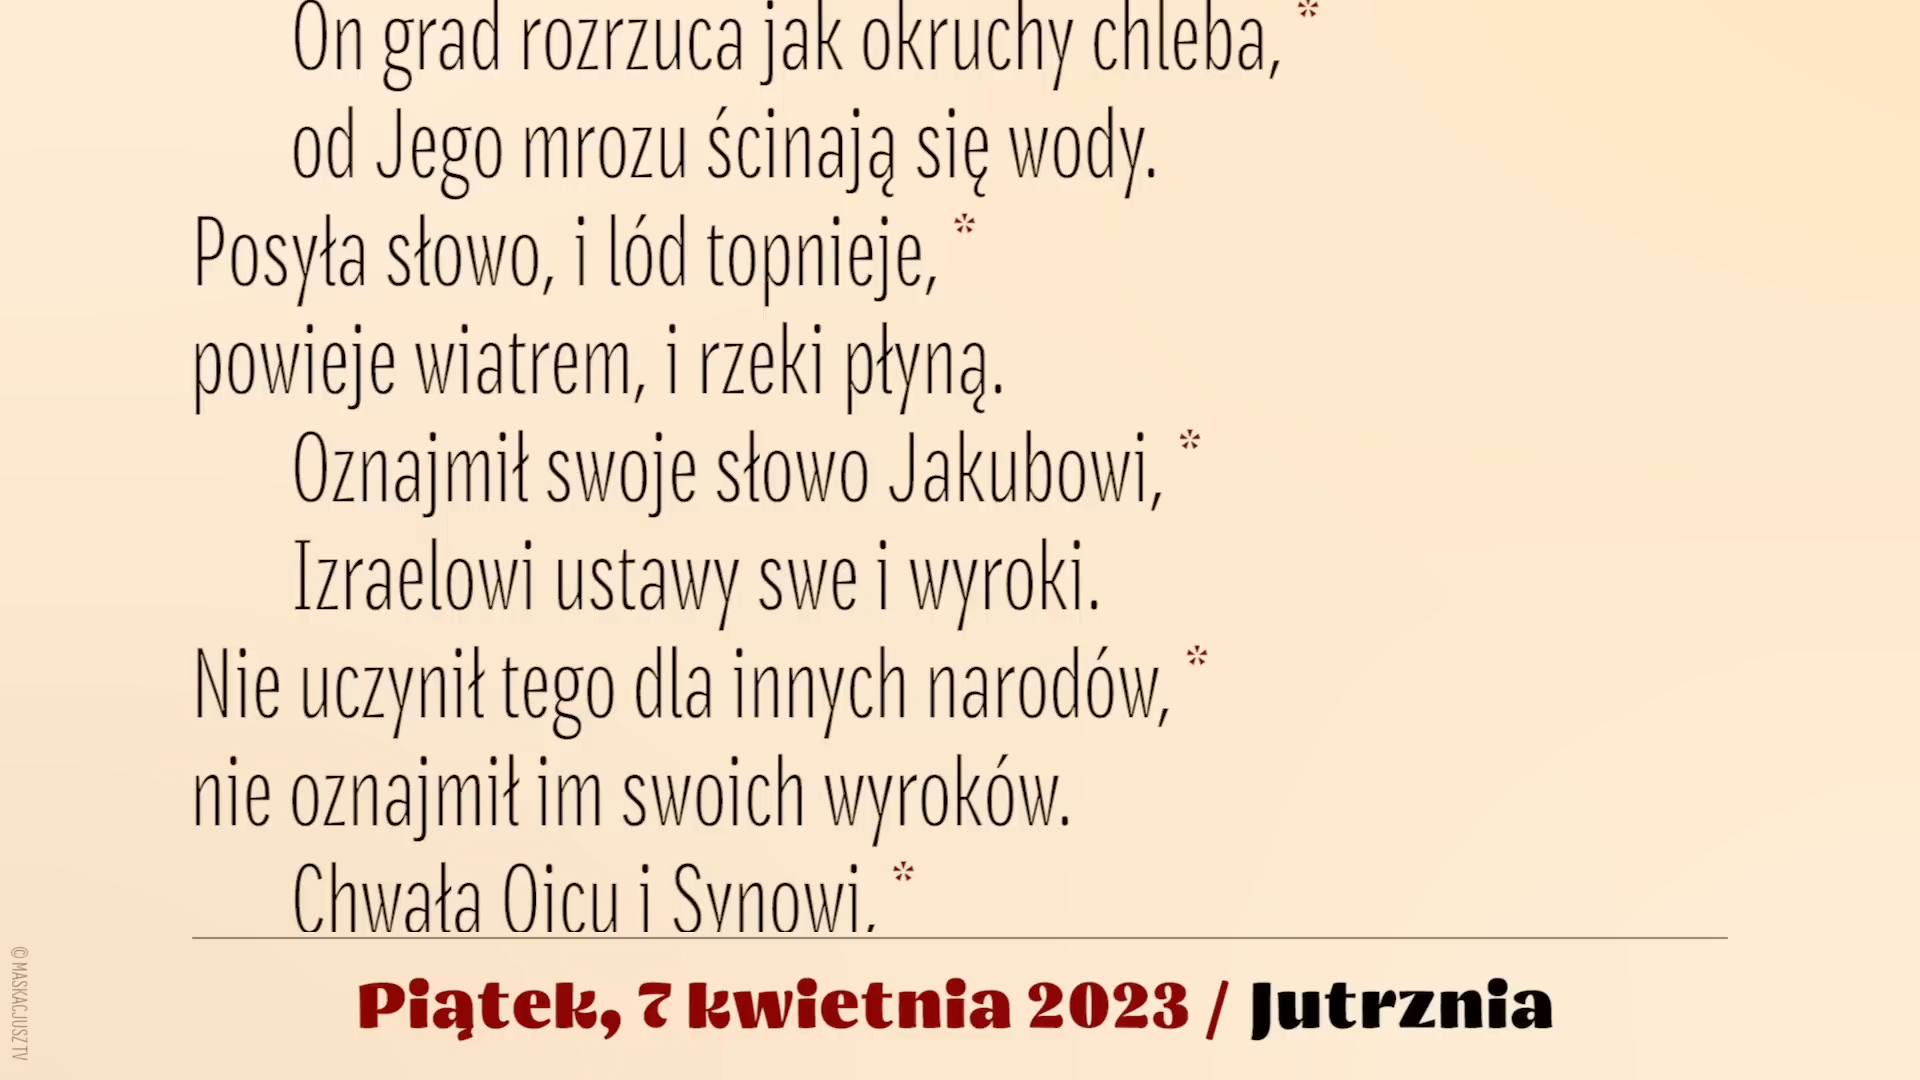 On grad rozrzuca jak okruchy chleba, *
od Jego mrozu ścinają się wody.
Posyła słowo, i lód topnieje, *
powieje wiatrem, i rzeki płyną.
Oznajmił swoje słowo Jakubowi, *
Izraelowi ustawy swe i wyroki.
Nie uczynił tego dla innych narodów, *
nie oznajmił im swoich wyroków.
Chwała Ojcu i Synowi, *
Piątek, 7 kwietnia 2023 / Jutrznia
© MASKACJUSZ TV